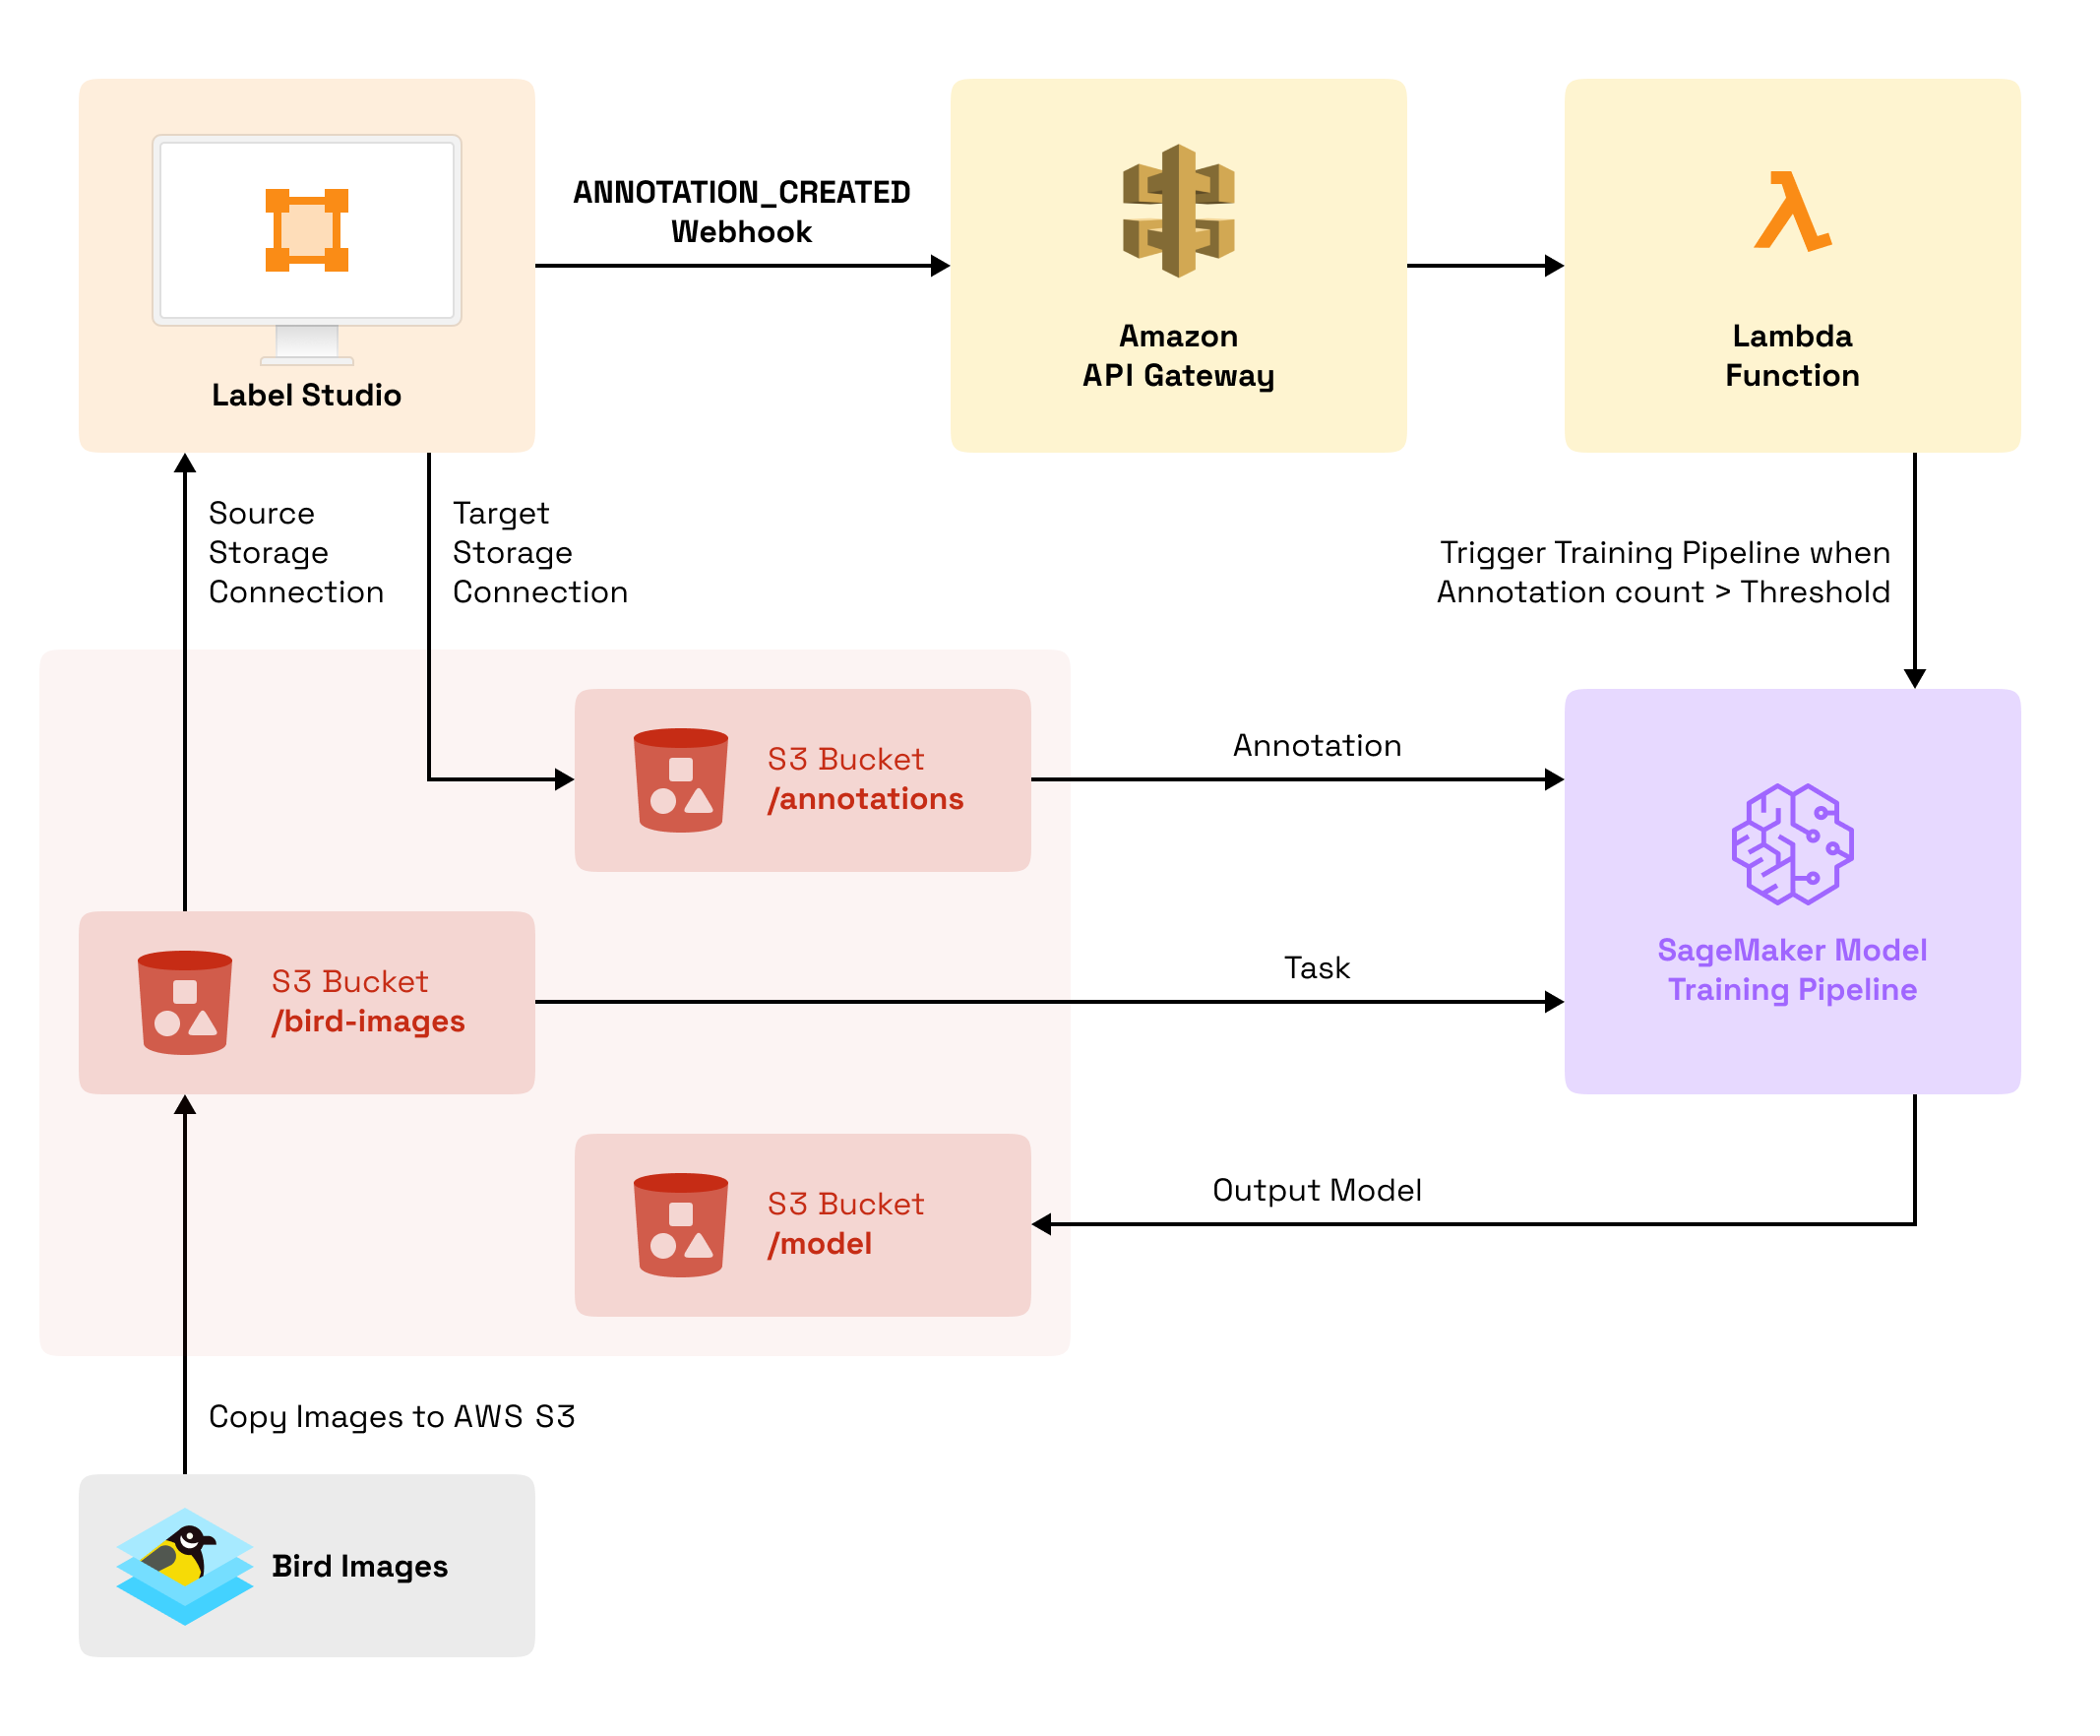 ANNOTATION_CREATED
Webhook
Label Studio
Amazon
API Gateway
Lambda
Function
Source
Storage
Connection
Target
Storage
Connection
Trigger Training Pipeline when
Annotation count > Threshold
S3 Bucket
/annotations
Annotation
S3 Bucket
/bird-images
Task
SageMaker Model
Training Pipeline
S3 Bucket
/model
Output Model
Copy Images to AWS S3
Bird Images